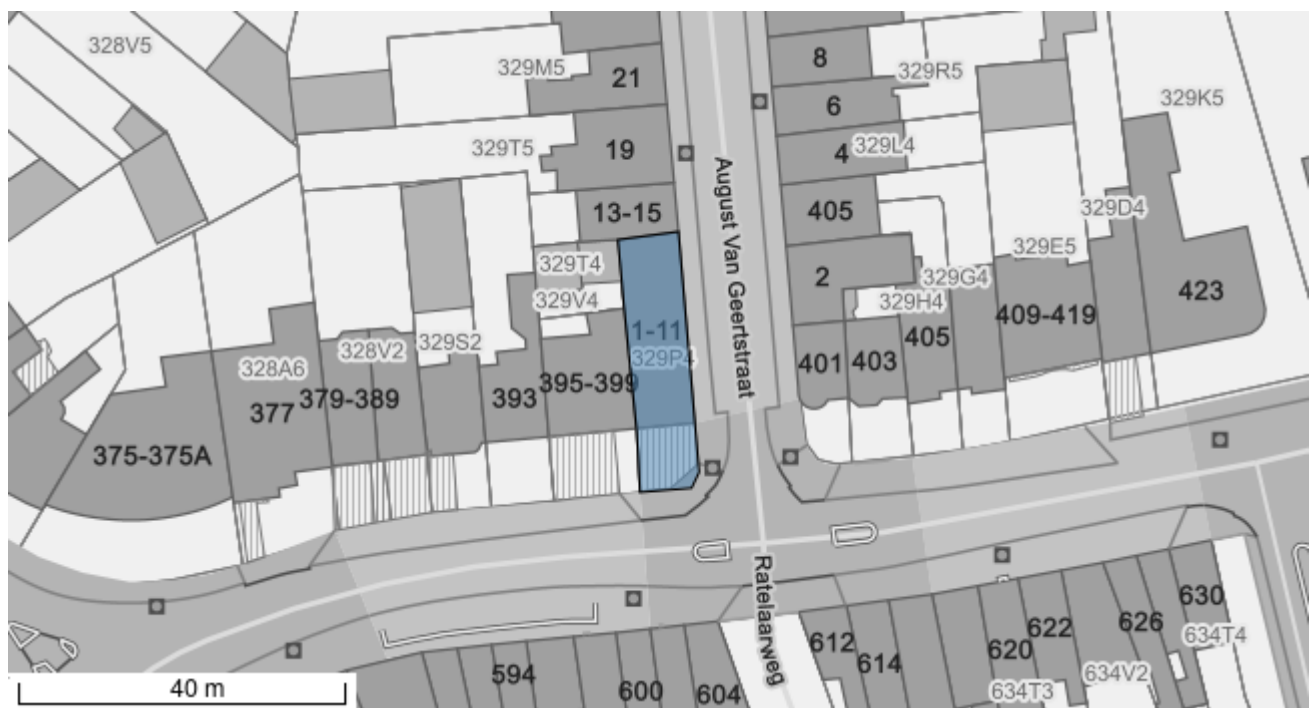 328V5
329M5
21
8
329R5
6
329K5
329T5
19
4
329L4
August Van Geertstraat
13-15
405
329D4
329T4
2
329G4
329E5
423
329V4
329H4
409-419
1-11
329P4
328A6
377
328V2
379-389
329S2
393
395-399
401
403
405
375-375A
Ratelaarweg
594
600
604
612
614
620
622
626
630
634T4
634V2
634T3
40 m